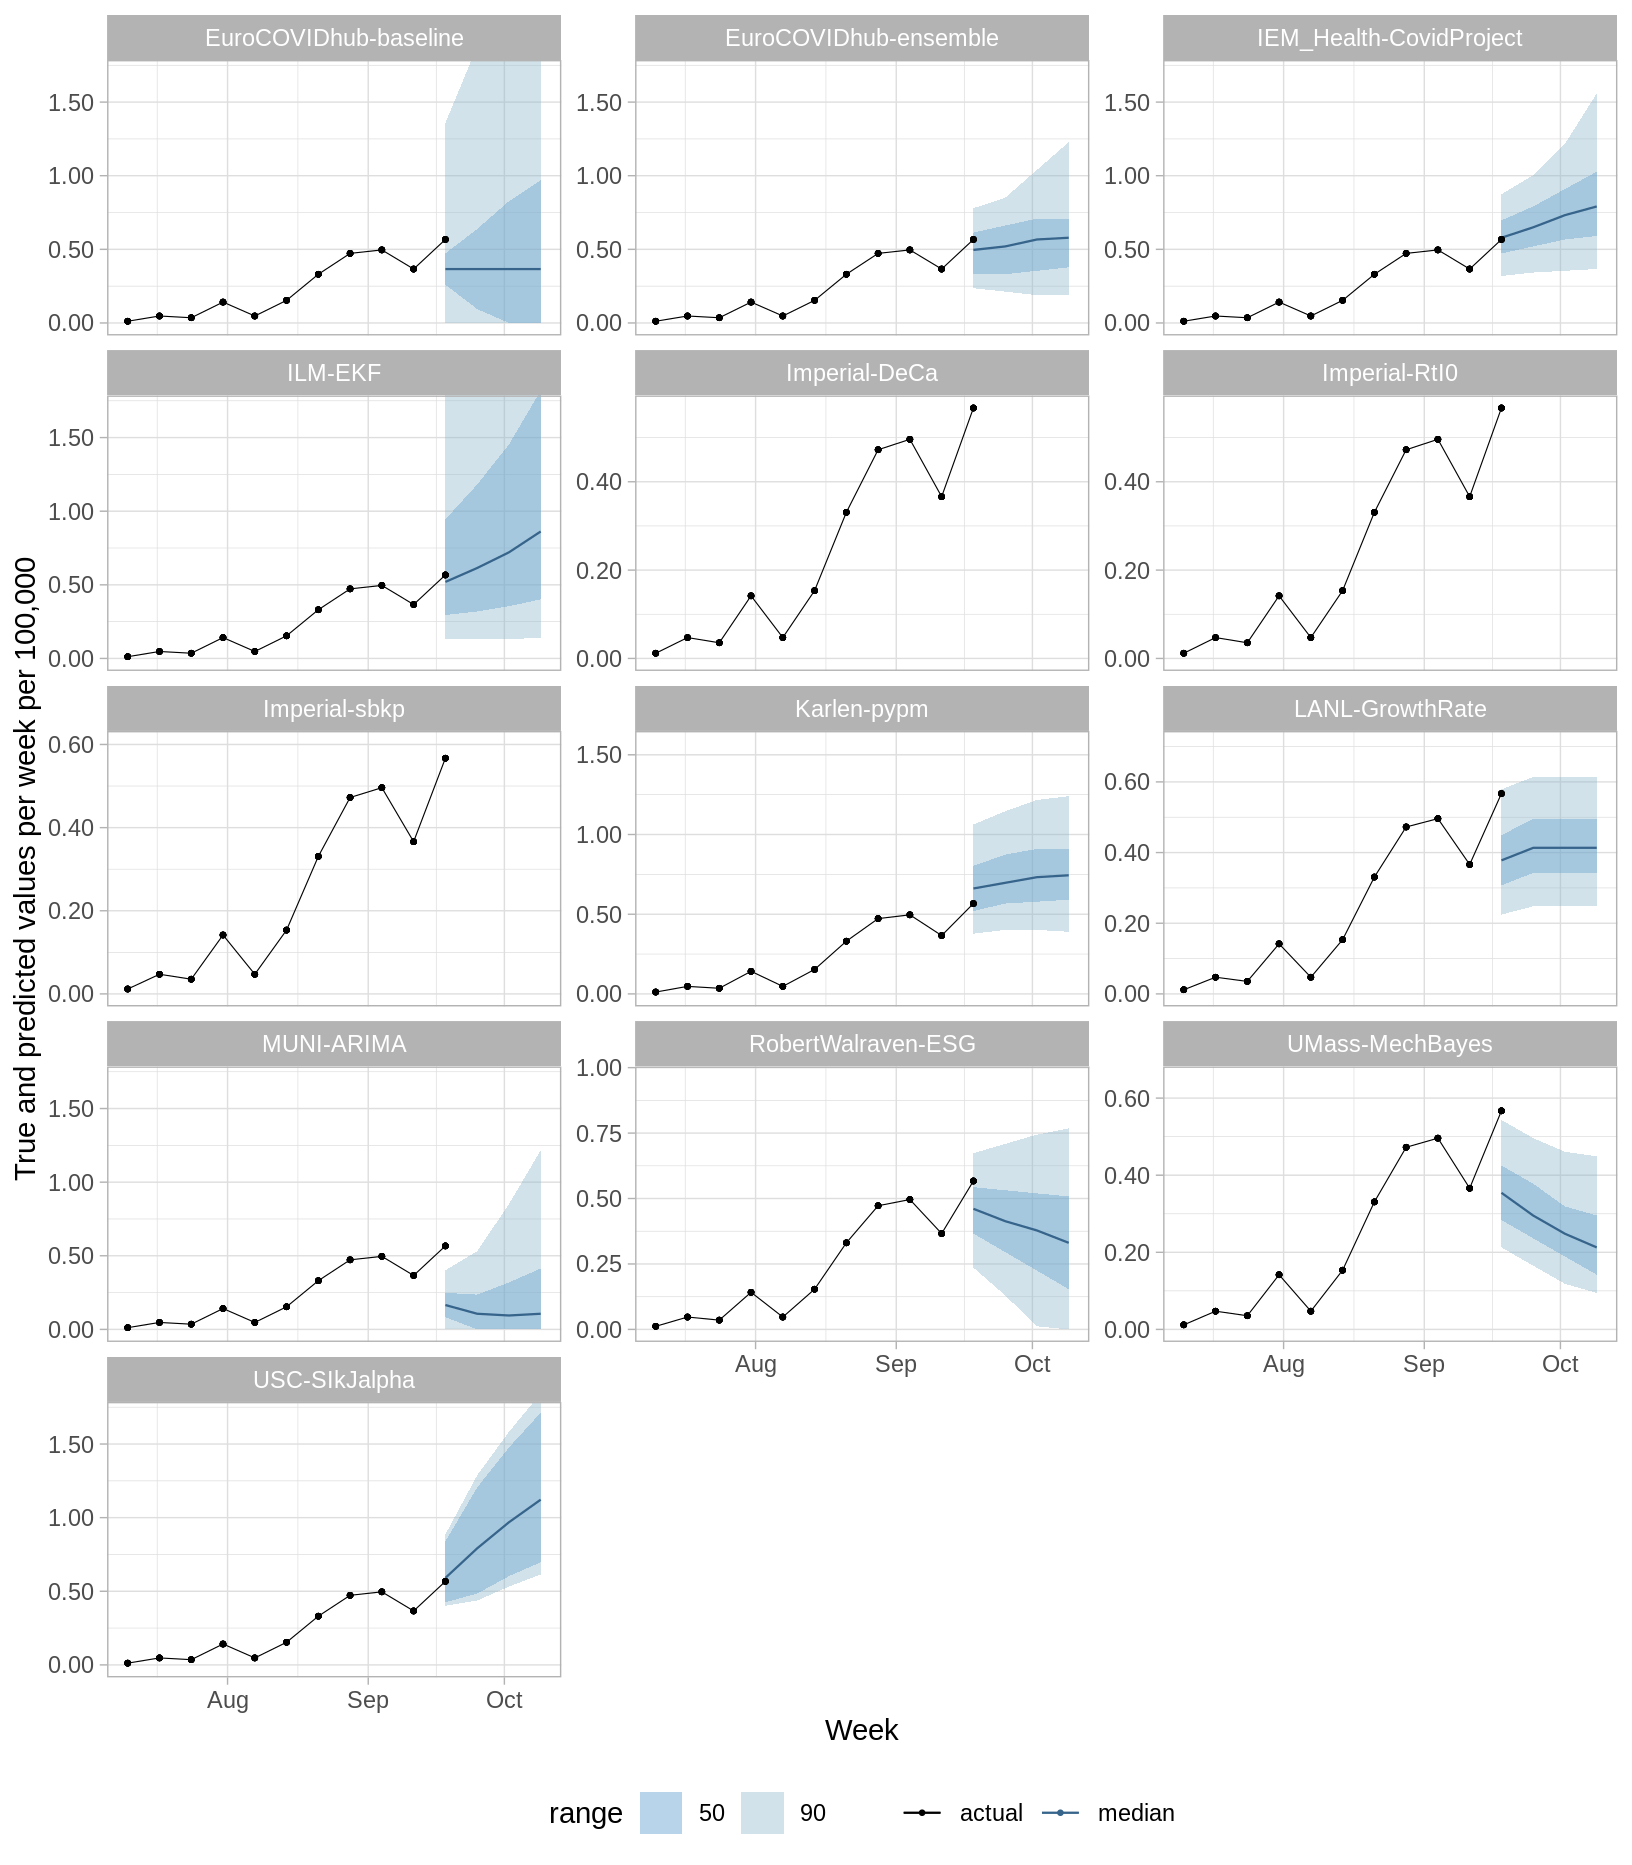 True and predicted values per week per 100,000
EuroCOVIDhub-baseline
1.50
1.00
0.50
0.00
EuroCOVIDhub-ensemble
1.50
1.00
0.50
0.00
IEM_Health-CovidProject
1.50
1.00
0.50
0.00
ILM-EKF
1.50
1.00
0.50
0.00
Imperial-DeCa
0.40
0.20
0.00
Imperial-RtI0
0.40
0.20
0.00
Imperial-sbkp
0.60
0.40
0.20
0.00
Karlen-pypm
1.50
1.00
0.50
0.00
LANL-GrowthRate
0.60
0.40
0.20
0.00
MUNI-ARIMA
1.50
1.00
0.50
0.00
RobertWalraven-ESG
1.00
0.75
0.50
0.25
0.00
Aug Sep Oct
UMass-MechBayes
0.60
0.40
0.20
0.00
Aug Sep Oct
USC-SIkJalpha
1.50
1.00
0.50
0.00
Aug Sep Oct
Week
range 50 90 actual median